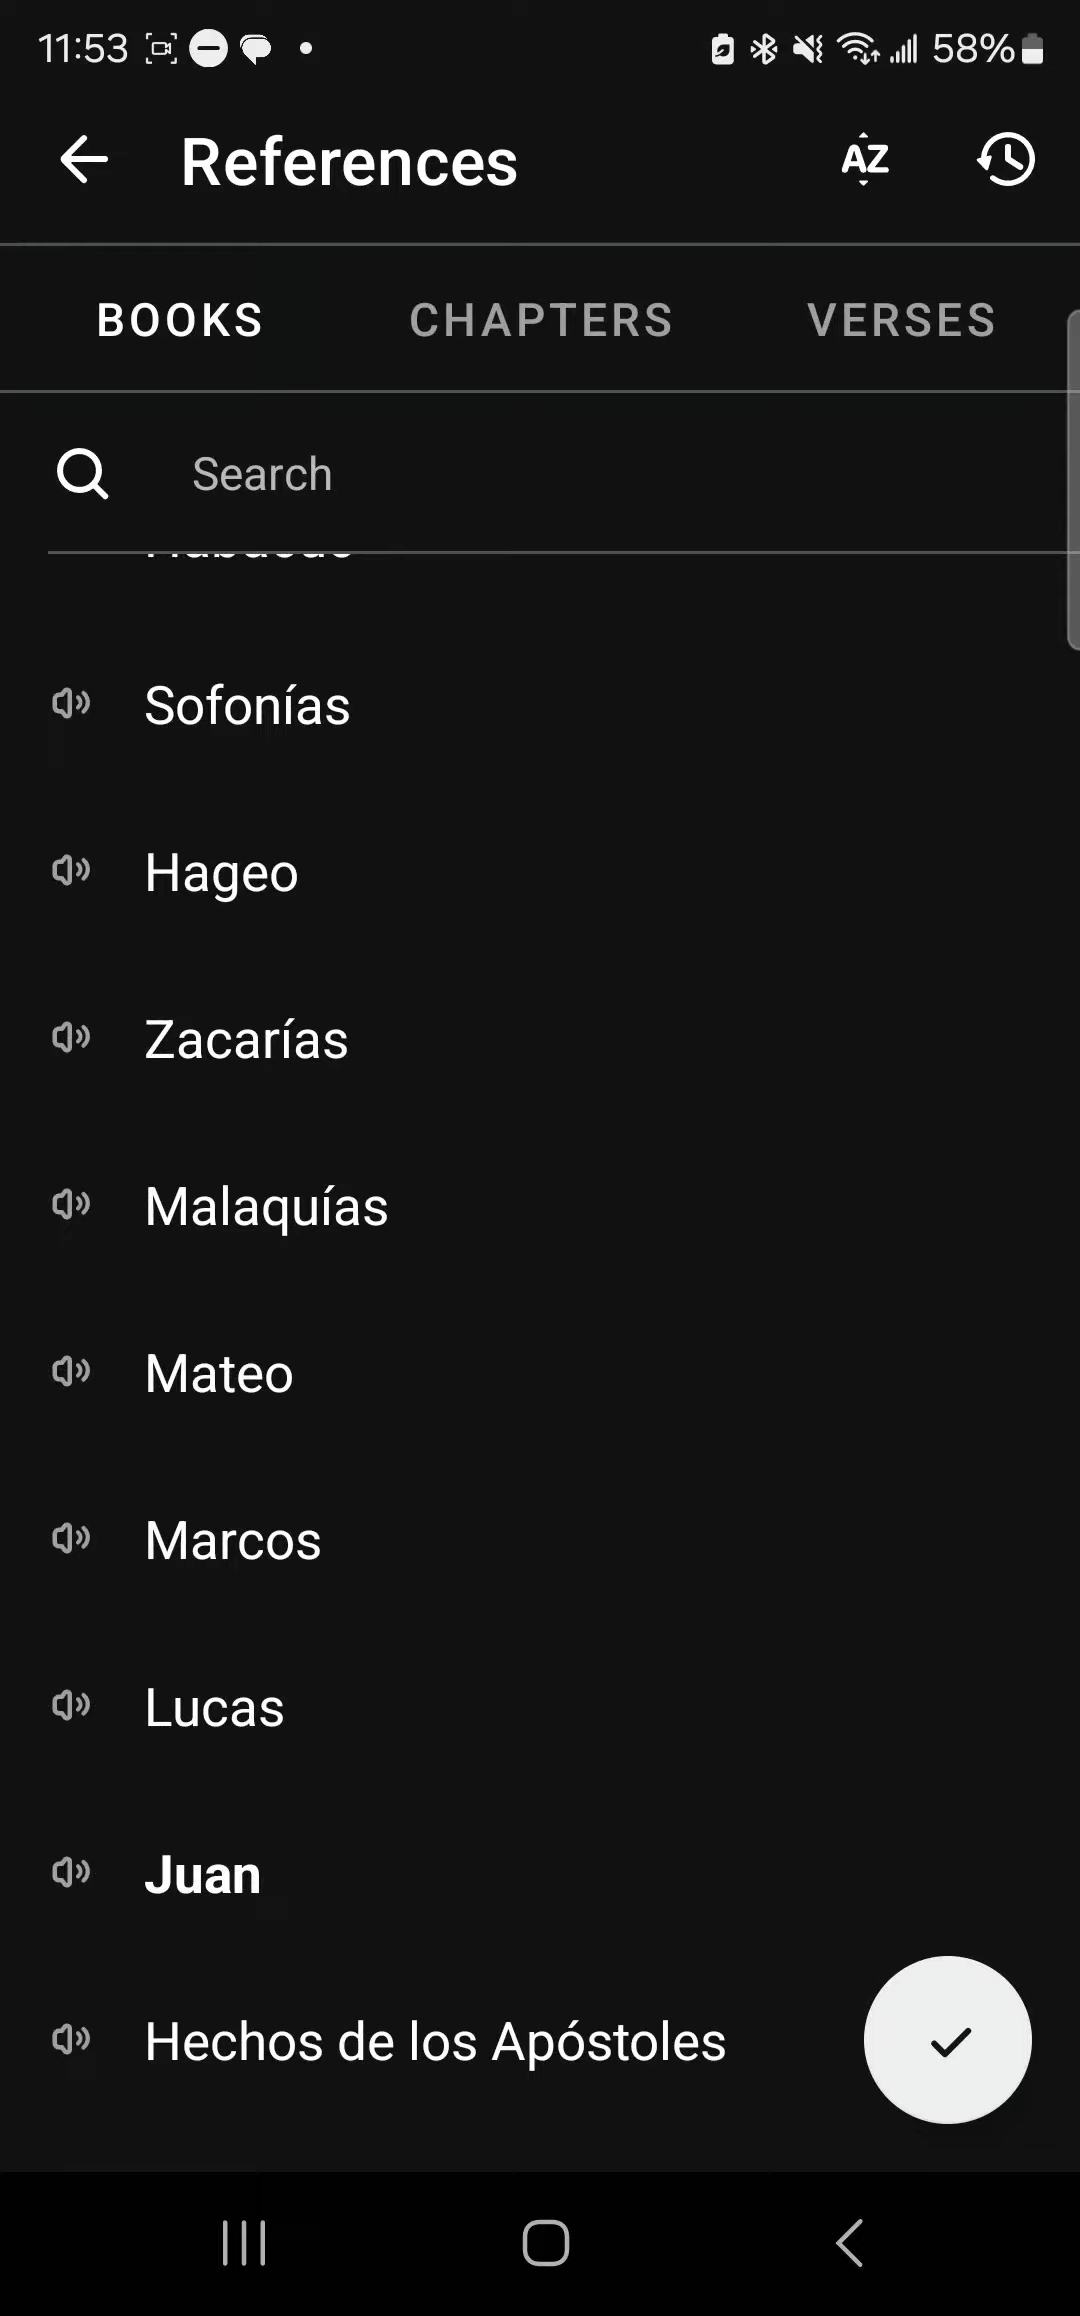 11:53
58%
References
AZ
BOOKS CHAPTERS VERSES
Search
Sofonías
Hageo
Zacarías
Malaquías
Mateo
Marcos
Lucas
Juan
Hechos de los Apóstoles